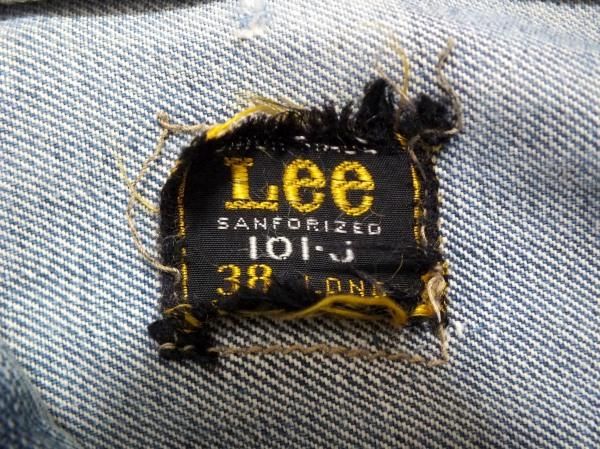 Lee
SANFORIZED
101-J
38 LONG